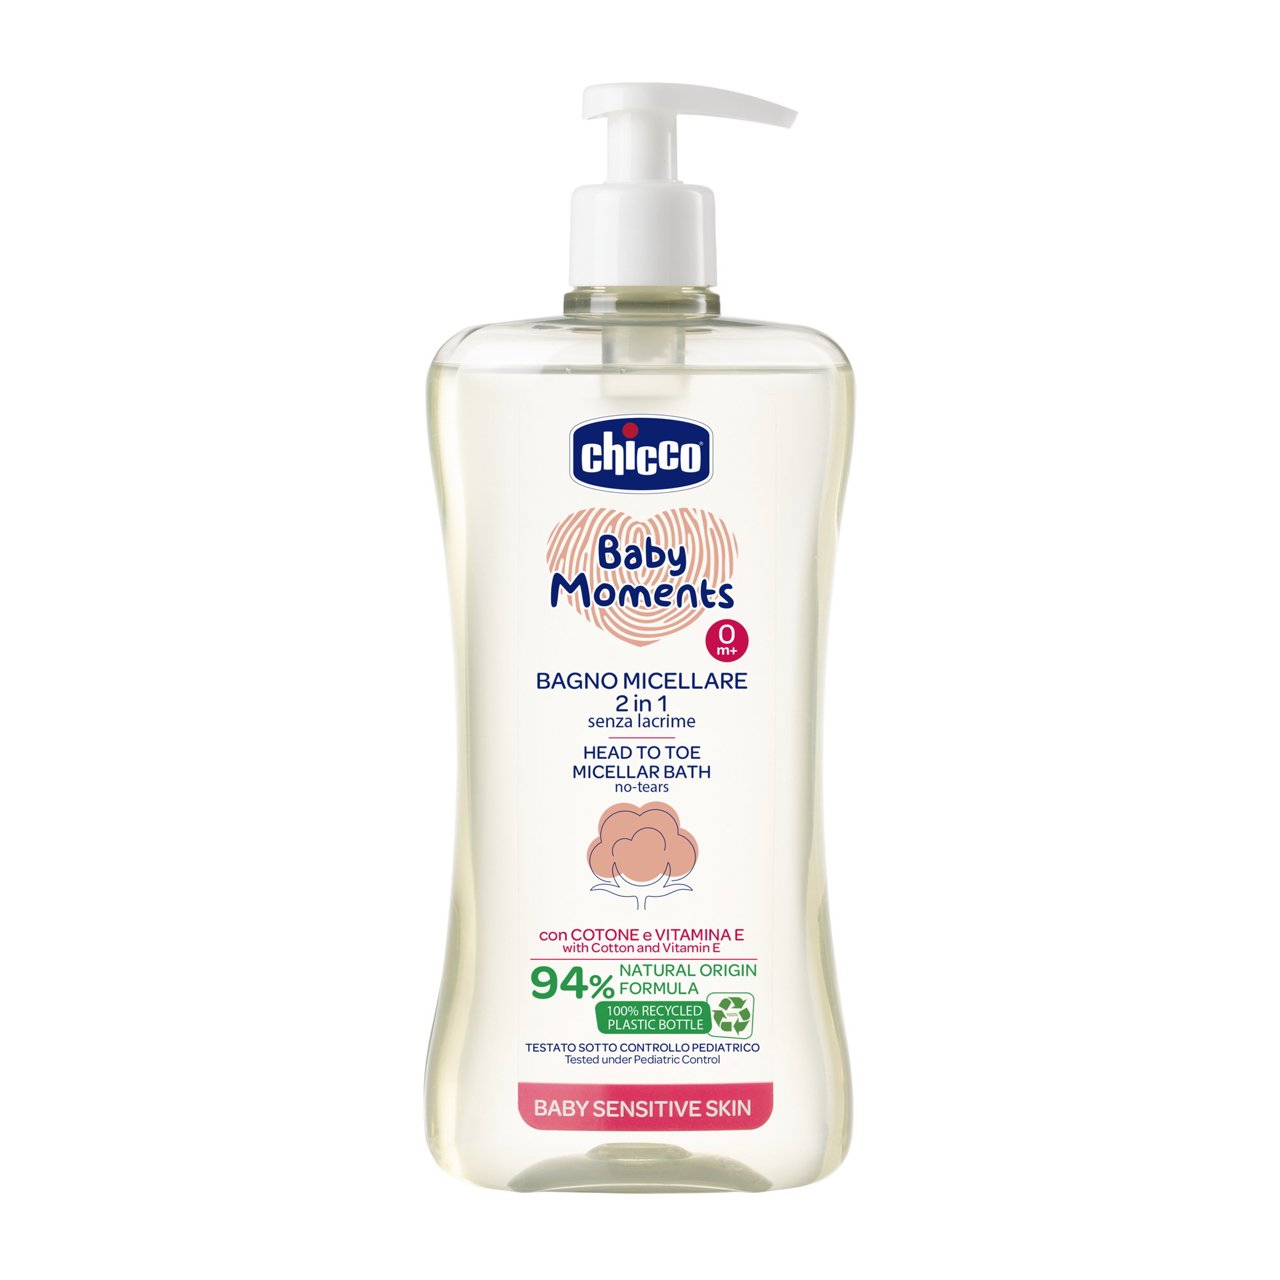 chicco
Baby
Moments
0
m+
BAGNO MICELLARE
2 in 1
senza lacrime
HEAD TO TOE
MICELLAR BATH
no-tears
con COTONE e VITAMINA E
with Cotton and Vitamin E
94% NATURAL ORIGIN
FORMULA
100% RECYCLED
PLASTIC BOTTLE
100%
TESTATO SOTTO CONTROLLO PEDIATRICO
Tested under Pediatric Control
BABY SENSITIVE SKIN